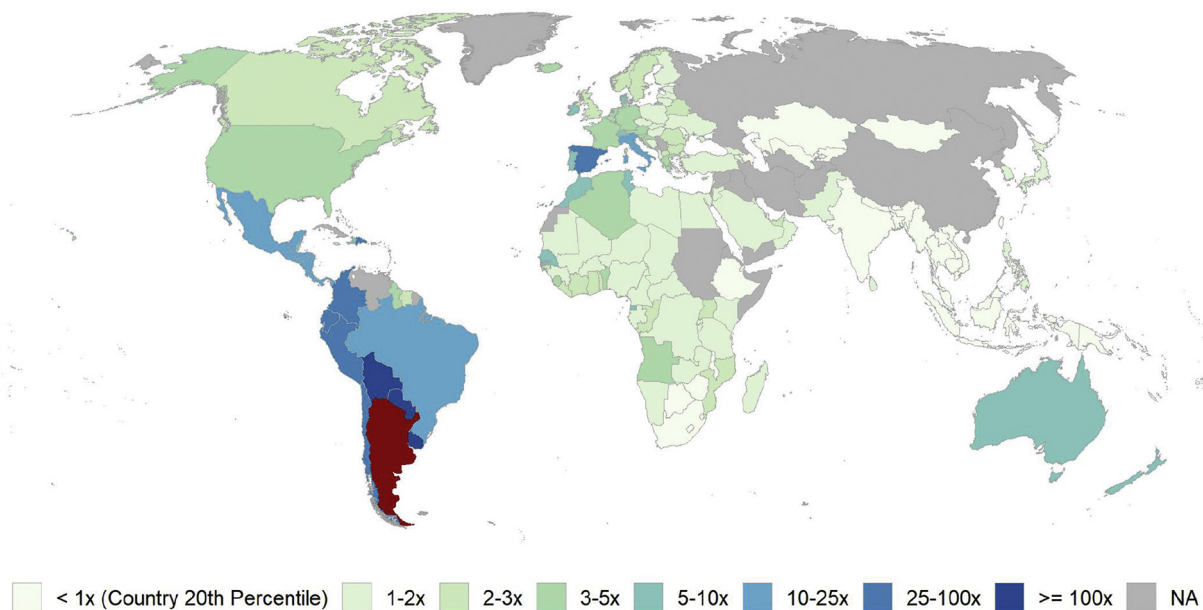 < 1x (Country 20th Percentile) 1-2x 2-3x 3-5x 5-10x 10-25x 25-100x >= 100x NA